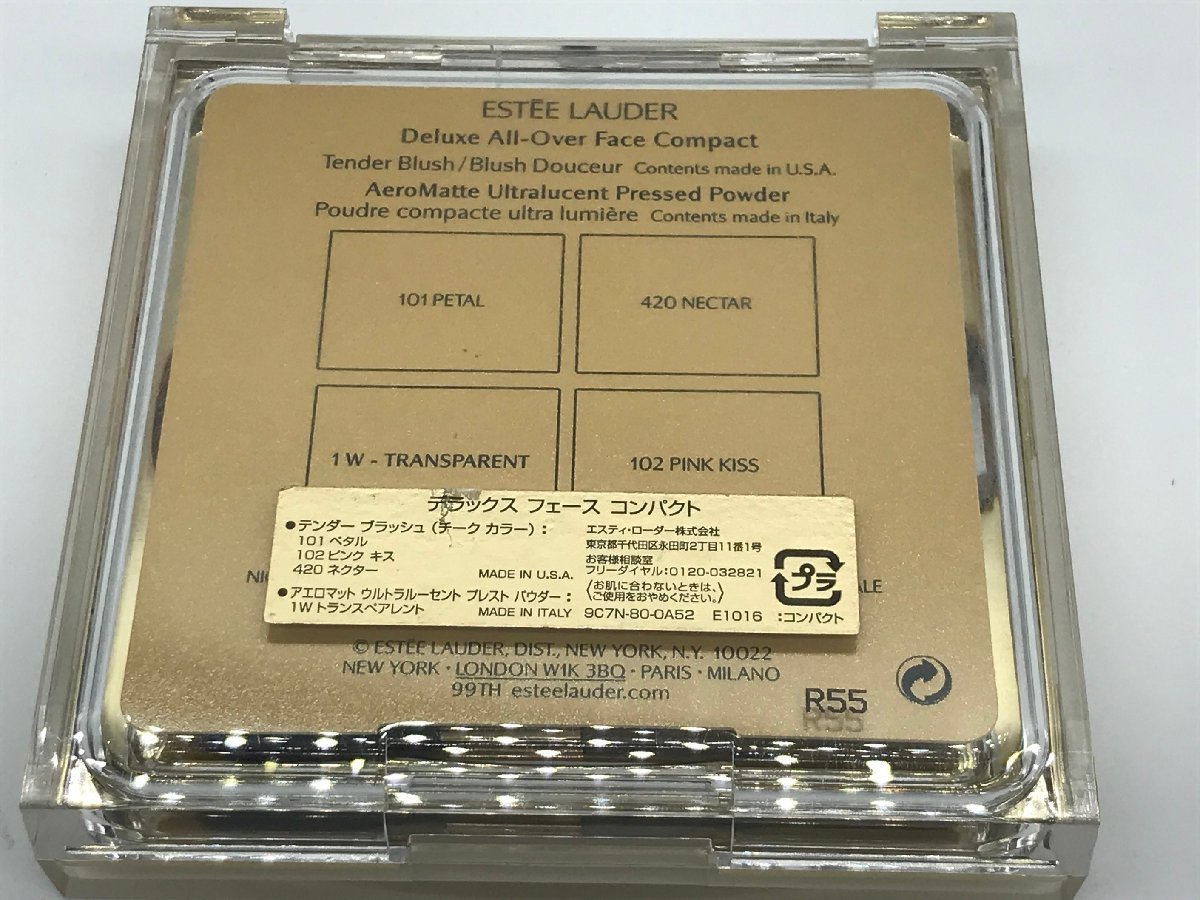 ESTĒE LAUDER
Deluxe All-Over Face Compact
Tender Blush/Blush Douceur Contents made in U.S.A.
AeroMatte Ultralucent Pressed Powder
Poudre compacte ultra lumière Contents made in Italy
101 PETAL
420 NECTAR
1 W - TRANSPARENT
102 PINK KISS
デラックス フェース コンパクト
●テンダー ブラッシュ (チーク カラー) :
101 ペタル
102 ピンク キス
420 ネクター
MADE IN U.S.A.
●アエロマット ウルトラルーセント プレスト パウダー :
1W トランスペアレント MADE IN ITALY
エスティ・ローダー株式会社
東京都千代田区永田町2丁目11番1号
お客様相談室
フリーダイヤル:0120-032821
〈お肌に合わないときは、
ご使用をおやめください。〉
9C7N-80-0A52 E1016
プラ
:コンパクト
© ESTĒE LAUDER, DIST., NEW YORK, N.Y. 10022
NEW YORK · LONDON W1K 3BQ · PARIS · MILANO
99TH esteelauder.com
R55